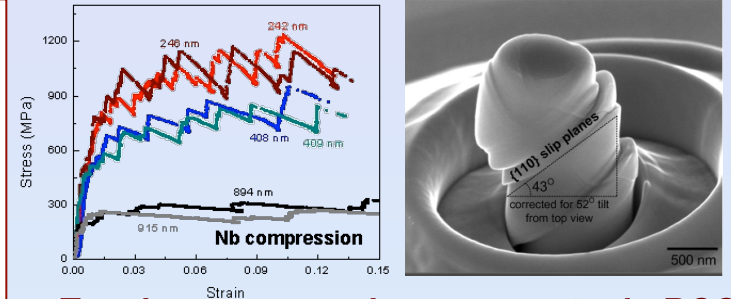 1200
900
600
300
0
Stress (MPa)
246 nm
242 nm
408 nm
409 nm
894 nm
915 nm
Nb compression
0.00
0.03
0.06
0.09
0.12
0.15
Strain
{110} slip planes
43O
corrected for 52O tilt
from top view
500 nm